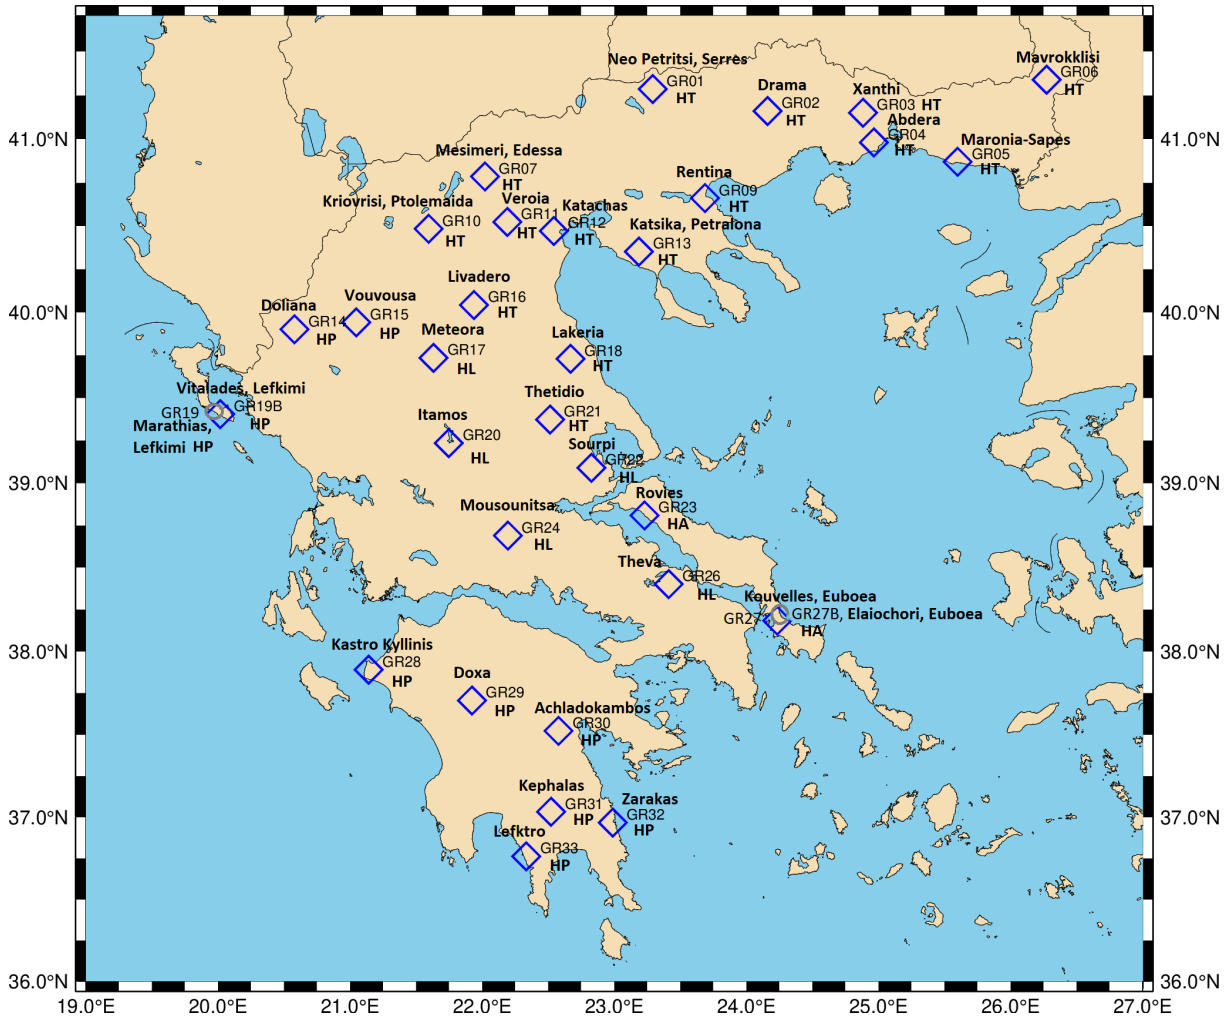 Neo Petritsi, Serres
GR01
HT
Drama
GR02
HT
Xanthi
GR03 HT
Abdera
GR04
HT
Mavrokklisi
GR06
HT
Maronia-Sapes
GR05
HT
41.0°N
41.0°N
Mesimeri, Edessa
GR07
HT
Rentina
GR09
HT
Kriovrisi, Ptolemaida
GR10
HT
Veroia
GR11
HT
Katachas
GR12
HT
Katsika, Petralona
GR13
HT
Livadero
GR16
HT
40.0°N
40.0°N
Doliana
GR14
HP
Vouvousa
GR15
HP
Meteora
GR17
HL
Lakeria
GR18
HT
Vitalades, Lefkimi
GR19B
HP
GR19
Marathias,
Lefkimi HP
Itamos
GR20
HL
Thetidio
GR21
HT
Sourpi
GR22
HL
39.0°N
39.0°N
Rovies
GR23
HA
Mousounitsa
GR24
HL
Theva
GR26
HL
Kouvelles, Euboea
GR27
GR27B, Elaiochori, Euboea
HA
38.0°N
38.0°N
Kastro Kyllinis
GR28
HP
Doxa
GR29
HP
Achladokambos
GR30
HP
Kephalas
GR31
HP
Zarakas
GR32
HP
37.0°N
37.0°N
Lefktro
GR33
HP
36.0°N
36.0°N
19.0°E 20.0°E 21.0°E 22.0°E 23.0°E 24.0°E 25.0°E 26.0°E 27.0°E